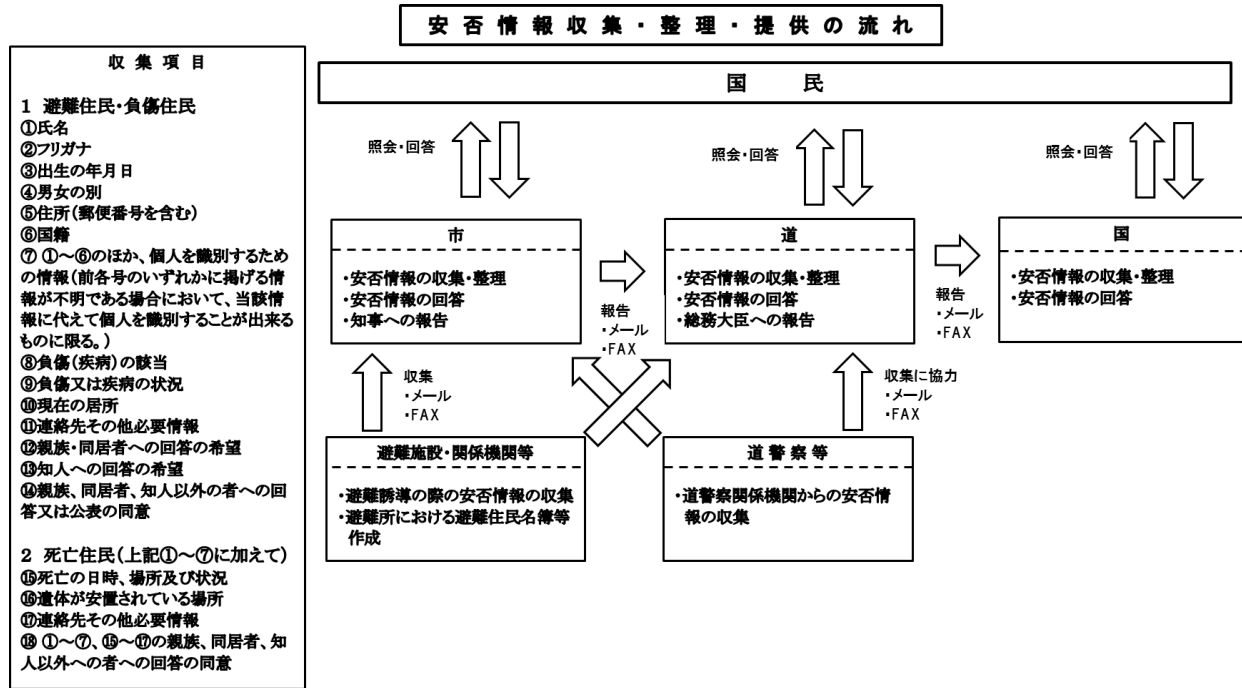 安否情報収集・整理・提供の流れ
収集項目
1 避難住民・負傷住民
①氏名
②フリガナ
③出生の年月日
④男女の別
⑤住所（郵便番号を含む）
⑥国籍
⑦ ①～⑥のほか、個人を識別するため
の情報（前各号のいずれかに掲げる情
報が不明である場合において、当該情
報に代えて個人を識別することが出来る
ものに限る。）
⑧負傷（疾病）の該当
⑨負傷又は疾病の状況
⑩現在の居所
⑪連絡先その他必要情報
⑫親族・同居者への回答の希望
⑬知人への回答の希望
⑭親族、同居者、知人以外の者への回
答又は公表の同意
2 死亡住民（上記①～⑦に加えて）
⑮死亡の日時、場所及び状況
⑯遺体が安置されている場所
⑰連絡先その他必要情報
⑱ ①～⑦、⑮～⑰の親族、同居者、知
人以外への者への回答の同意
国民
照会・回答
照会・回答
照会・回答
市
・安否情報の収集・整理
・安否情報の回答
・知事への報告
報告
・メール
・FAX
道
・安否情報の収集・整理
・安否情報の回答
・総務大臣への報告
報告
・メール
・FAX
国
・安否情報の収集・整理
・安否情報の回答
収集
・メール
・FAX
収集に協力
・メール
・FAX
避難施設・関係機関等
・避難誘導の際の安否情報の収集
・避難所における避難住民名簿等
作成
道警察等
・道警察関係機関からの安否情
報の収集